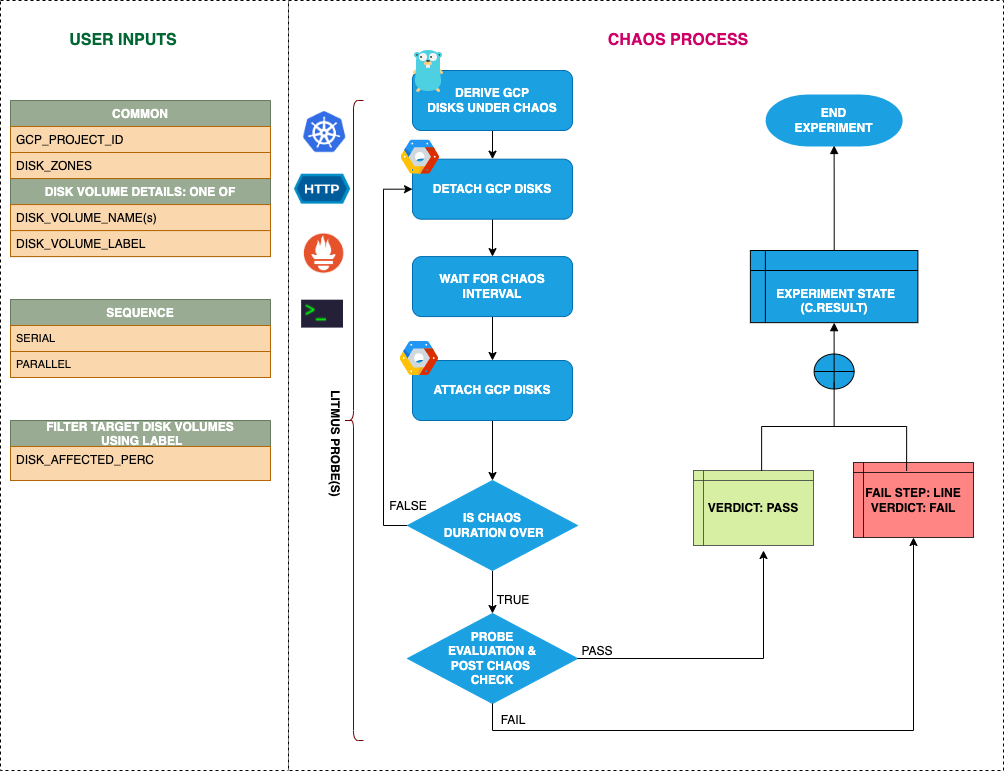 USER INPUTS
COMMON
GCP_PROJECT_ID
DISK_ZONES
DISK VOLUME DETAILS: ONE OF
DISK_VOLUME_NAME(s)
DISK_VOLUME_LABEL
SEQUENCE
SERIAL
PARALLEL
FILTER TARGET DISK VOLUMES
USING LABEL
DISK_AFFECTED_PERC
CHAOS PROCESS
HTTP
>_
LITMUS PROBE(S)
DERIVE GCP
DISKS UNDER CHAOS
DETACH GCP DISKS
WAIT FOR CHAOS
INTERVAL
ATTACH GCP DISKS
FALSE
IS CHAOS
DURATION OVER
TRUE
PROBE
EVALUATION &
POST CHAOS
CHECK
PASS
FAIL
END
EXPERIMENT
EXPERIMENT STATE
(C.RESULT)
VERDICT: PASS
FAIL STEP: LINE
VERDICT: FAIL